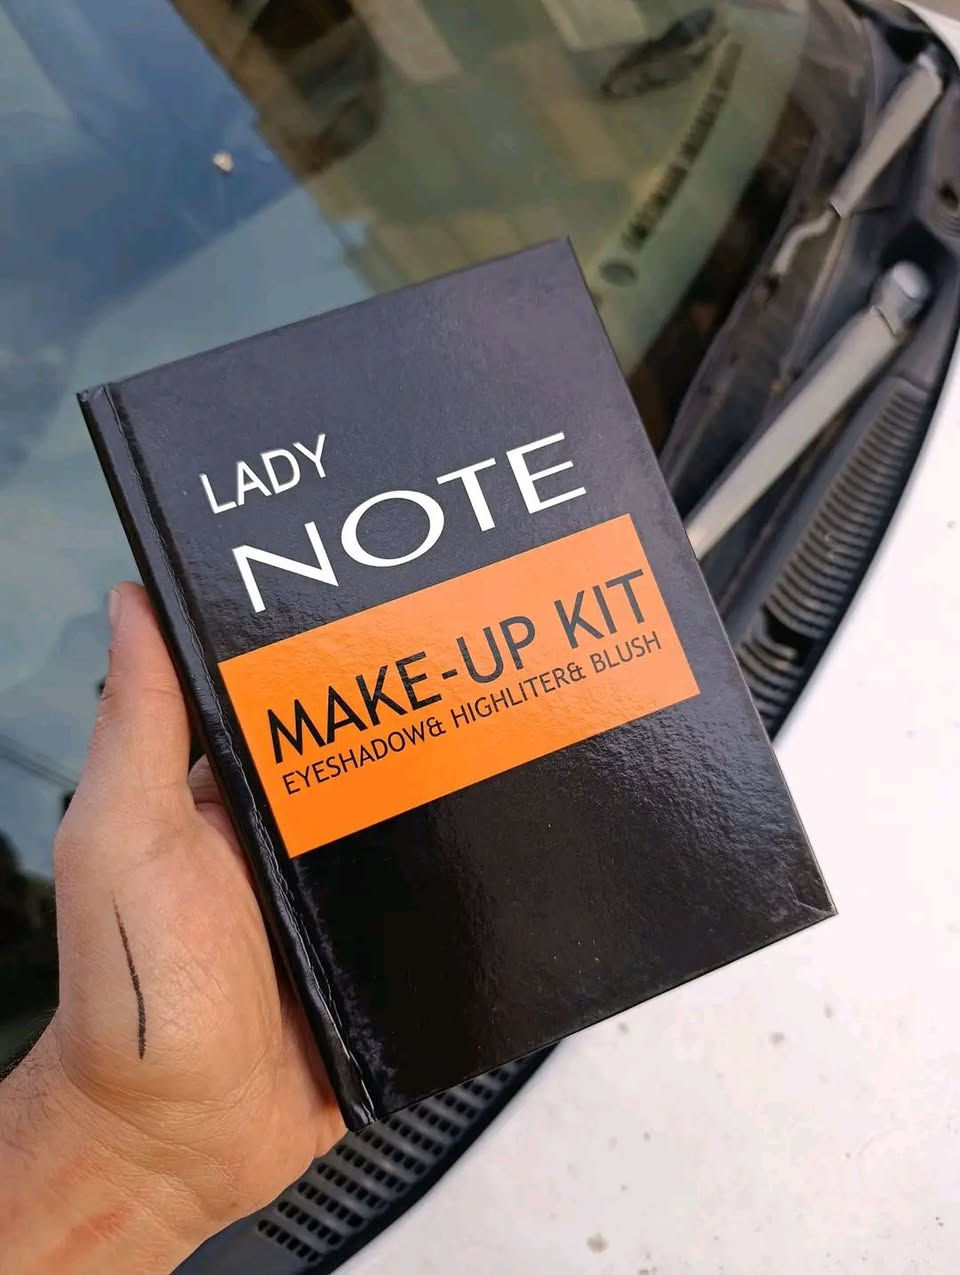 LADY
NOTE
MAKE-UP KIT
EYESHADOW& HIGHLITER& BLUSH